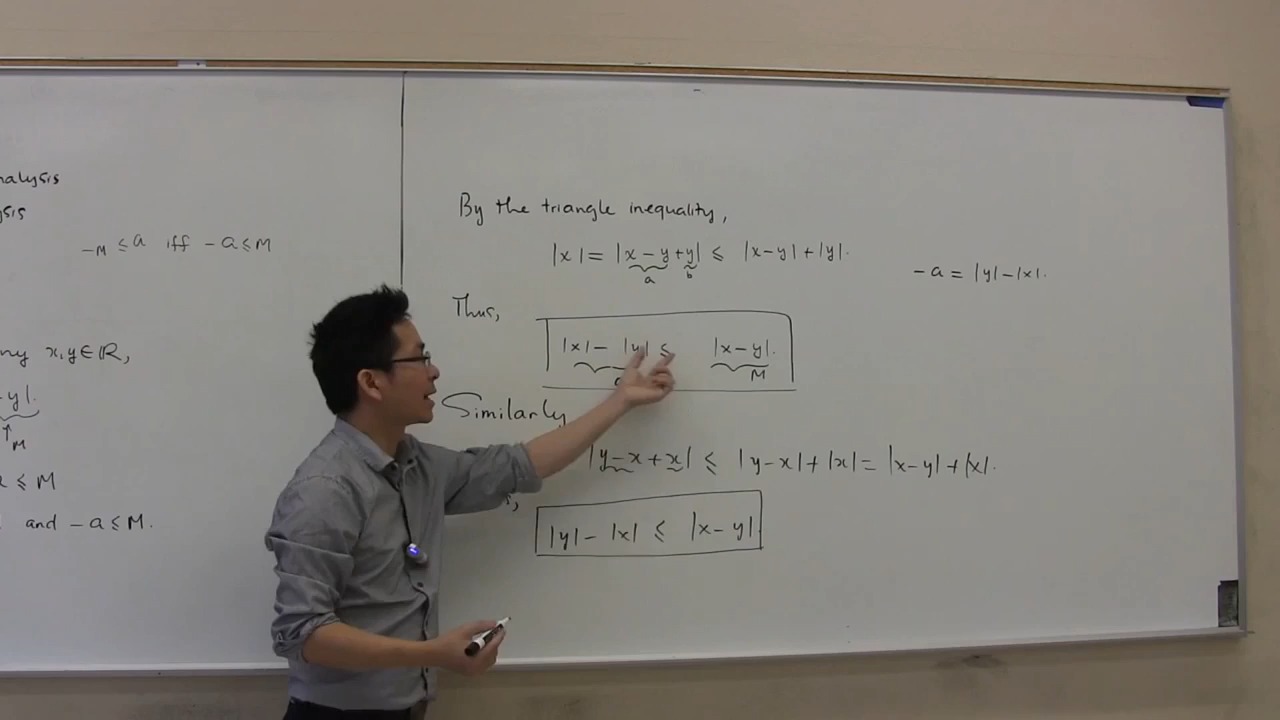 nalysis
sis
-M ≤ a iff -a ≤ M
ny x,y ∈ ℝ,
-y|.
↑M
≤ M
and -a ≤ M.
By the triangle inequality,
|x| = |x-y+y| ≤ |x-y|+|y|.
a b
-a = |y|-|x|.
Thus,
|x| - |y| ≤ |x-y|.
M
Similarly
|y-x+x| ≤ |y-x|+|x| = |x-y|+|x|.
|y| - |x| ≤ |x-y|.